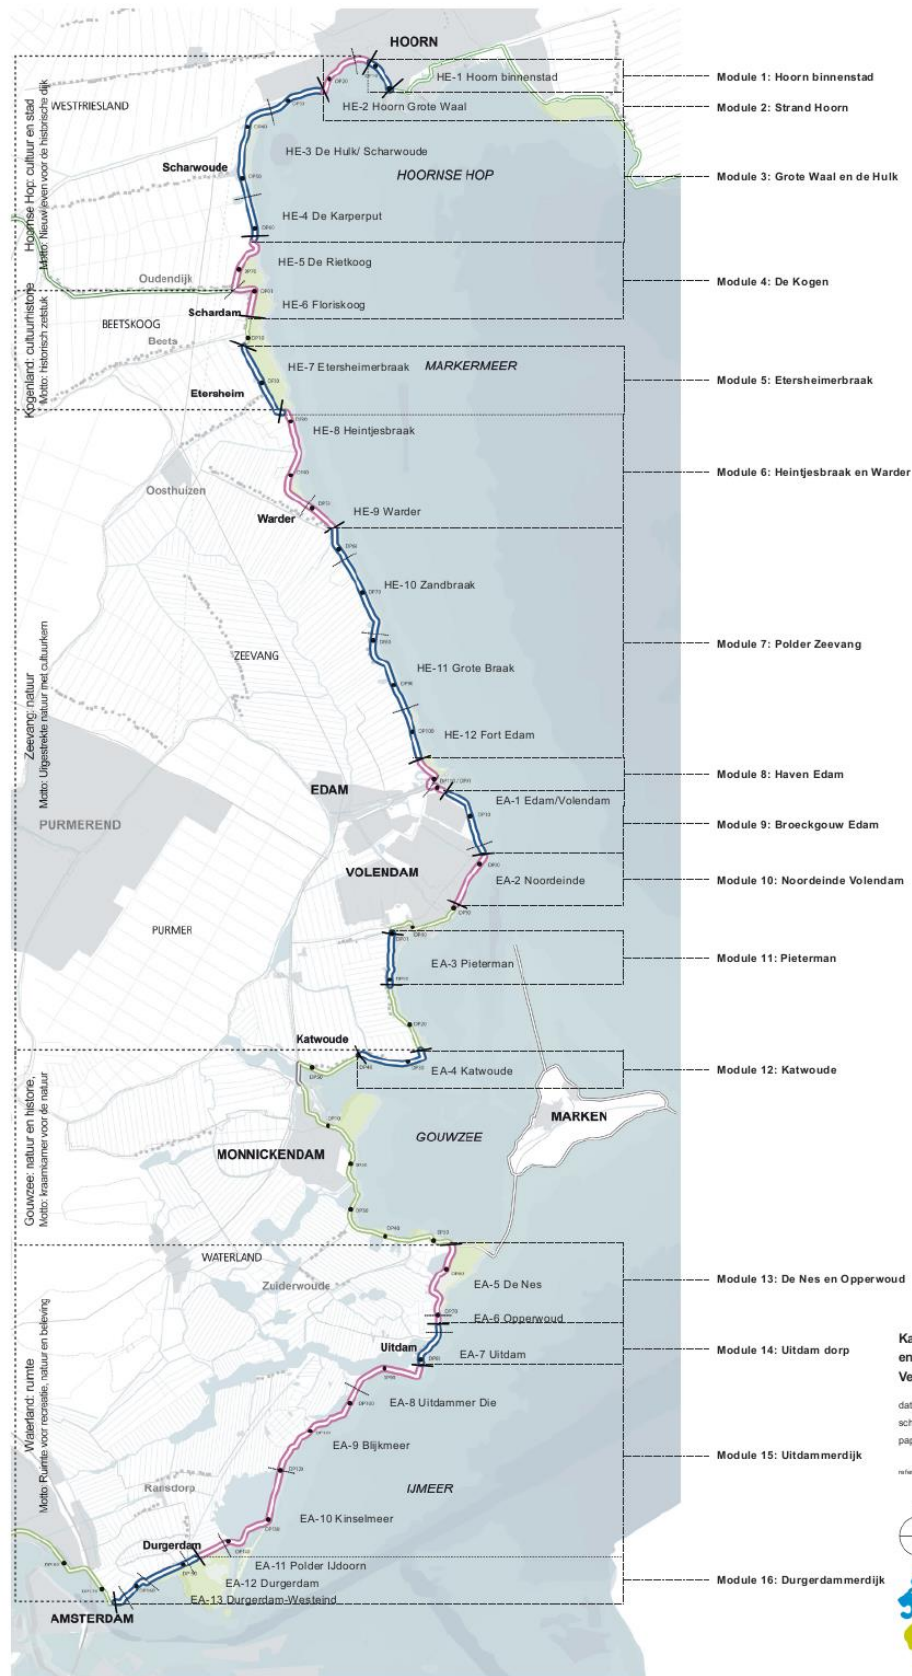 HOORN
HE-1 Hoorn binnenstad
Module 1: Hoorn binnenstad
WESTFRIESLAND
HE-2 Hoorn Grote Waal
Module 2: Strand Hoorn
HE-3 De Hulk/ Scharwoude
Scharwoude
HOORNSE HOP
Module 3: Grote Waal en de Hulk
HE-4 De Karperput
Hoornse Hop: cultuur en stad
Motto: Nieuw leven voor de historische dijk
HE-5 De Rietkoog
Oudendijk
Module 4: De Kogen
HE-6 Floriskoog
Schardam
BEETSKOOG
Beets
Kogenland: cultuurhistorie
Motto: historisch zetstuk
HE-7 Etersheimerbraak
MARKERMEER
Module 5: Etersheimerbraak
Etersheim
HE-8 Heintjesbraak
Module 6: Heintjesbraak en Warder
Oosthuizen
HE-9 Warder
Warder
HE-10 Zandbraak
Module 7: Polder Zeevang
ZEEVANG
HE-11 Grote Braak
Zeevang: natuur
Motto: Uitgestrekte natuur met cultuurkern
HE-12 Fort Edam
Module 8: Haven Edam
EDAM
EA-1 Edam/Volendam
PURMEREND
Module 9: Broeckgouw Edam
VOLENDAM
EA-2 Noordeinde
Module 10: Noordeinde Volendam
PURMER
EA-3 Pieterman
Module 11: Pieterman
Katwoude
EA-4 Katwoude
Module 12: Katwoude
MARKEN
GOUWZEE
MONNICKENDAM
Gouwzee: natuur en historie,
Motto: kraamkamer voor de natuur
WATERLAND
Zuiderwoude
EA-5 De Nes
Module 13: De Nes en Opperwoud
EA-6 Opperwoud
Uitdam
EA-7 Uitdam
Module 14: Uitdam dorp
EA-8 Uitdammer Die
Waterland: ruimte
Motto: Ruimte voor recreatie, natuur en beleving
EA-9 Blijkmeer
Module 15: Uitdammerdijk
Ransdorp
IJMEER
EA-10 Kinselmeer
Durgerdam
EA-11 Polder IJdoorn
EA-12 Durgerdam
Module 16: Durgerdammerdijk
EA-13 Durgerdam-Westeind
AMSTERDAM
Ka
en
Ve
dat
sch
pap